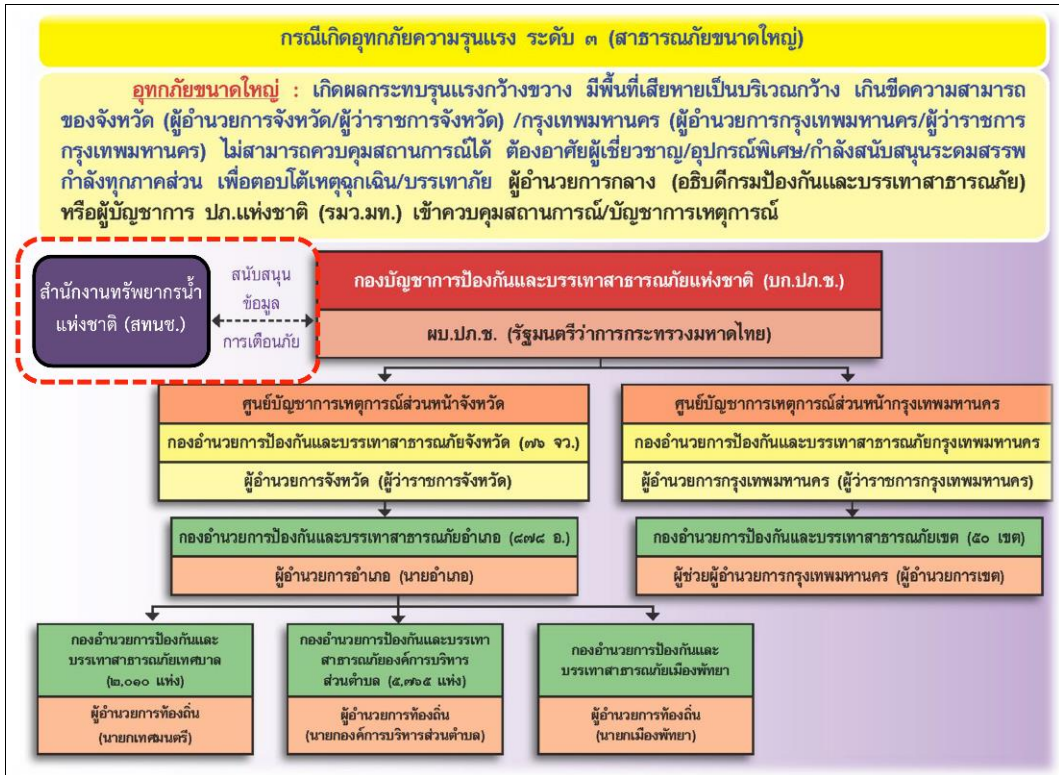 กรณีเกิดอุทกภัยความรุนแรง ระดับ ๓ (สาธารณภัยขนาดใหญ่)
อุทกภัยขนาดใหญ่ : เกิดผลกระทบรุนแรงกว้างขวาง มีพื้นที่เสียหายเป็นบริเวณกว้าง เกินขีดความสามารถ
ของจังหวัด (ผู้อำนวยการจังหวัด/ผู้ว่าราชการจังหวัด) /กรุงเทพมหานคร (ผู้อำนวยการกรุงเทพมหานคร/ผู้ว่าราชการ
กรุงเทพมหานคร) ไม่สามารถควบคุมสถานการณ์ได้ ต้องอาศัยผู้เชี่ยวชาญ/อุปกรณ์พิเศษ/กำลังสนับสนุนระดมสรรพ
กำลังทุกภาคส่วน เพื่อตอบโต้เหตุฉุกเฉิน/บรรเทาภัย ผู้อำนวยการกลาง (อธิบดีกรมป้องกันและบรรเทาสาธารณภัย)
หรือผู้บัญชาการ ปภ.แห่งชาติ (รมว.มท.) เข้าควบคุมสถานการณ์/บัญชาการเหตุการณ์
สำนักงานทรัพยากรน้ำ
แห่งชาติ (สทนช.)
สนับสนุน
ข้อมูล
การเตือนภัย
กองบัญชาการป้องกันและบรรเทาสาธารณภัยแห่งชาติ (บก.ปภ.ช.)
ผบ.ปภ.ช. (รัฐมนตรีว่าการกระทรวงมหาดไทย)
ศูนย์บัญชาการเหตุการณ์ส่วนหน้าจังหวัด
กองอำนวยการป้องกันและบรรเทาสาธารณภัยจังหวัด (๗๖ จว.)
ผู้อำนวยการจังหวัด (ผู้ว่าราชการจังหวัด)
ศูนย์บัญชาการเหตุการณ์ส่วนหน้ากรุงเทพมหานคร
กองอำนวยการป้องกันและบรรเทาสาธารณภัยกรุงเทพมหานคร
ผู้อำนวยการกรุงเทพมหานคร (ผู้ว่าราชการกรุงเทพมหานคร)
กองอำนวยการป้องกันและบรรเทาสาธารณภัยอำเภอ (๘๗๘ อ.)
ผู้อำนวยการอำเภอ (นายอำเภอ)
กองอำนวยการป้องกันและบรรเทาสาธารณภัยเขต (๕๐ เขต)
ผู้ช่วยผู้อำนวยการกรุงเทพมหานคร (ผู้อำนวยการเขต)
กองอำนวยการป้องกันและ
บรรเทาสาธารณภัยเทศบาล
(๒,๐๑๐ แห่ง)
ผู้อำนวยการท้องถิ่น
(นายกเทศมนตรี)
กองอำนวยการป้องกันและบรรเทา
สาธารณภัยองค์การบริหาร
ส่วนตำบล (๕,๗๖๕ แห่ง)
ผู้อำนวยการท้องถิ่น
(นายกองค์การบริหารส่วนตำบล)
กองอำนวยการป้องกันและ
บรรเทาสาธารณภัยเมืองพัทยา
ผู้อำนวยการท้องถิ่น
(นายกเมืองพัทยา)